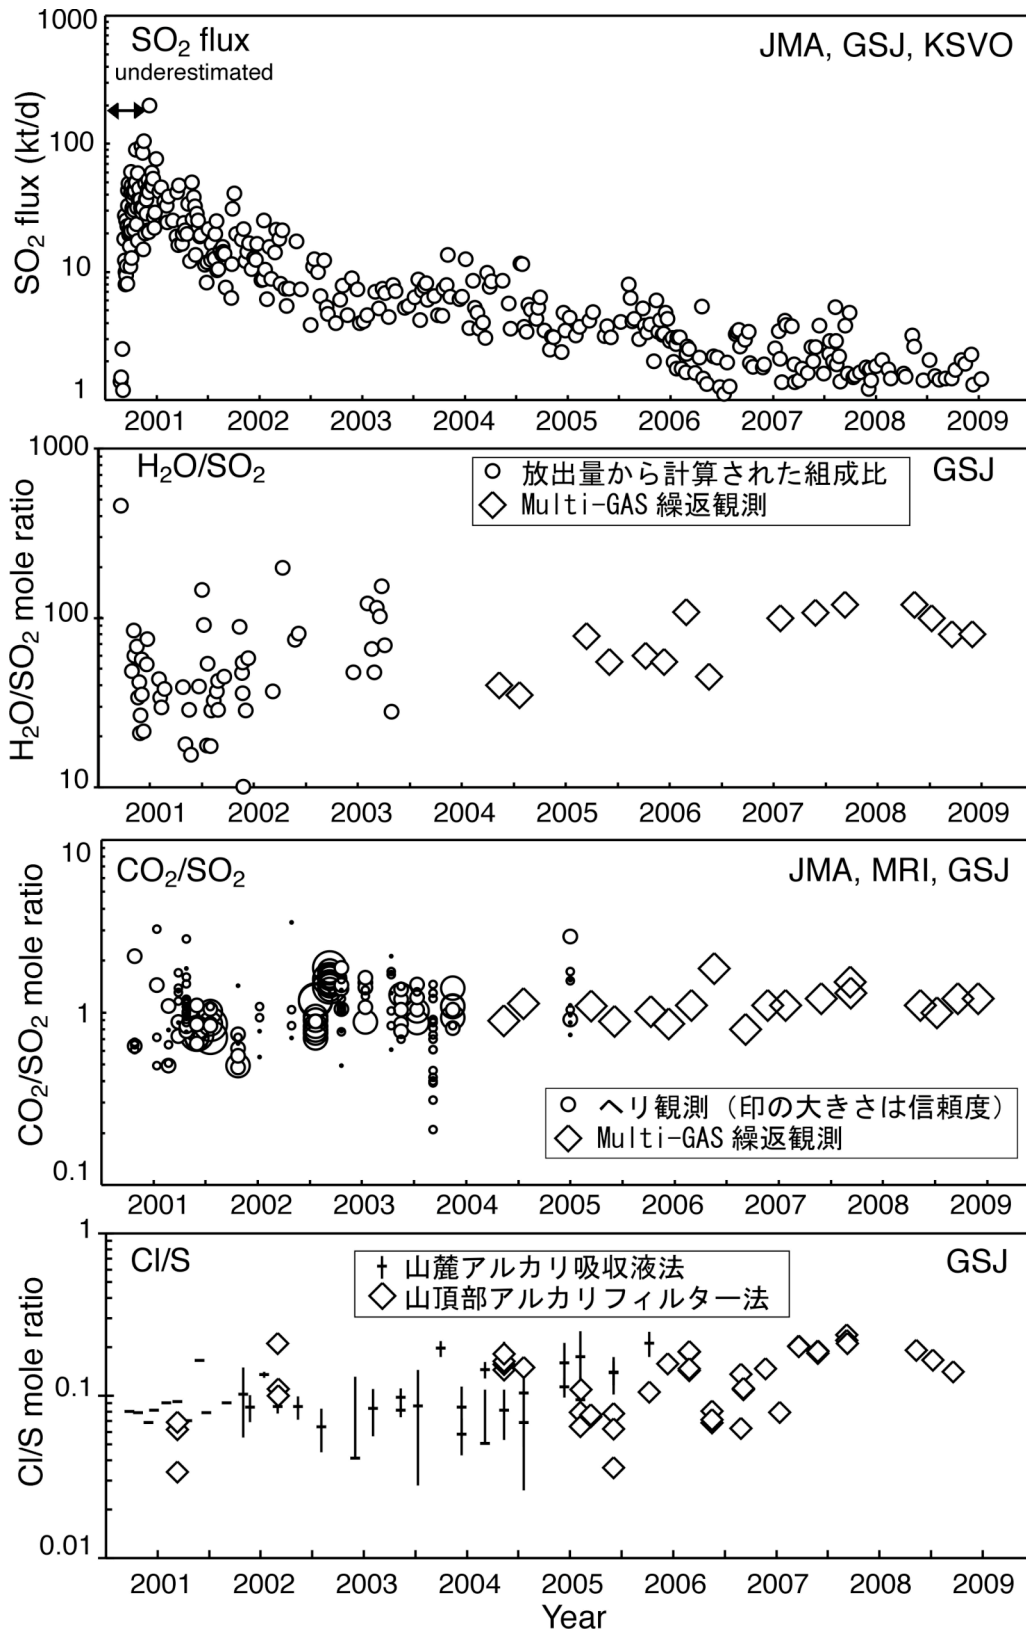 SO₂ flux
underestimated
JMA, GSJ, KSVO
SO₂ flux (kt/d)
1000
100
10
1
2001 2002 2003 2004 2005 2006 2007 2008 2009
H₂O/SO₂
GSJ
放出量から計算された組成比
Multi-GAS 繰返観測
H₂O/SO₂ mole ratio
1000
100
10
2001 2002 2003 2004 2005 2006 2007 2008 2009
CO₂/SO₂
JMA, MRI, GSJ
CO₂/SO₂ mole ratio
10
1
0.1
ヘリ観測（印の大きさは信頼度）
Multi-GAS 繰返観測
2001 2002 2003 2004 2005 2006 2007 2008 2009
Cl/S
GSJ
山麓アルカリ吸収液法
山頂部アルカリフィルター法
Cl/S mole ratio
1
0.1
0.01
2001 2002 2003 2004 2005 2006 2007 2008 2009
Year